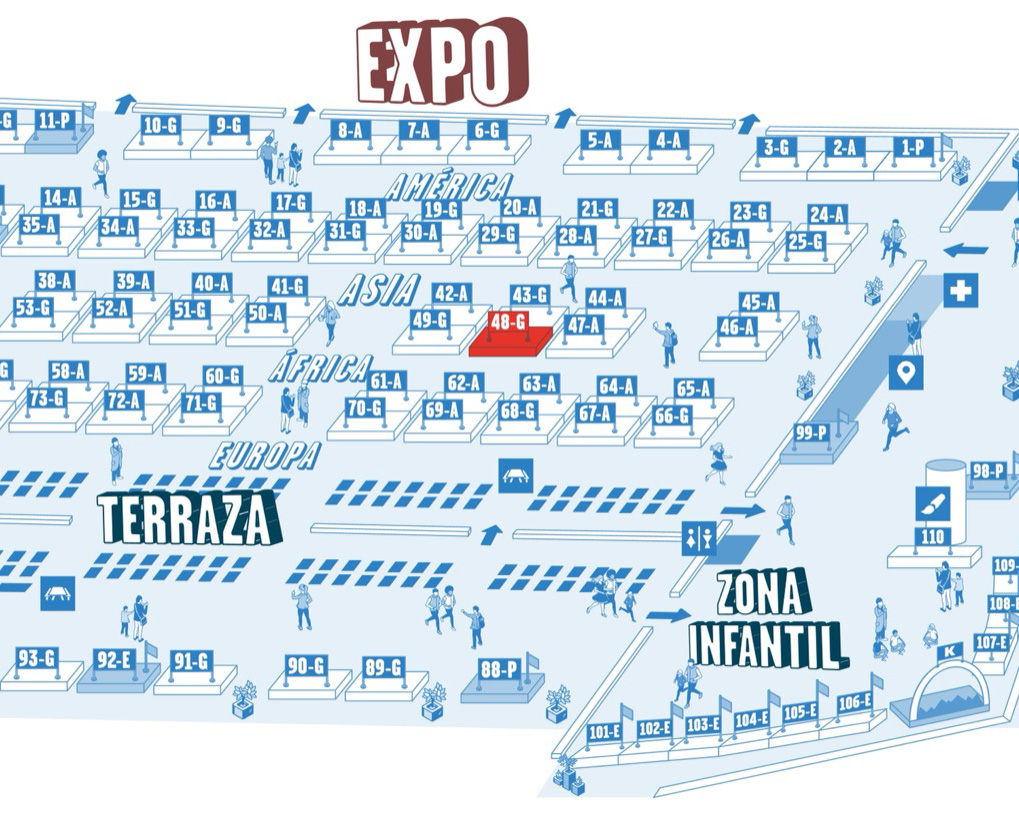 EXPO
11-P
10-G
9-G
8-A
7-A
6-G
5-A
4-A
3-G
2-A
1-P
AMÉRICA
14-A
15-G
16-A
17-G
18-A
19-G
20-A
21-G
22-A
23-G
24-A
35-A
34-A
33-G
32-A
31-G
30-A
29-G
28-A
27-G
26-A
25-G
ASIA
38-A
39-A
40-A
41-G
42-A
43-G
44-A
45-A
53-G
52-A
51-G
50-A
49-G
48-G
47-A
46-A
ÁFRICA
58-A
59-A
60-G
61-A
62-A
63-A
64-A
65-A
73-G
72-A
71-G
70-G
69-A
68-G
67-A
66-G
99-P
EUROPA
98-P
TERRAZA
110
ZONA
INFANTIL
109-
108-
107-E
K
93-G
92-E
91-G
90-G
89-G
88-P
101-E
102-E
103-E
104-E
105-E
106-E